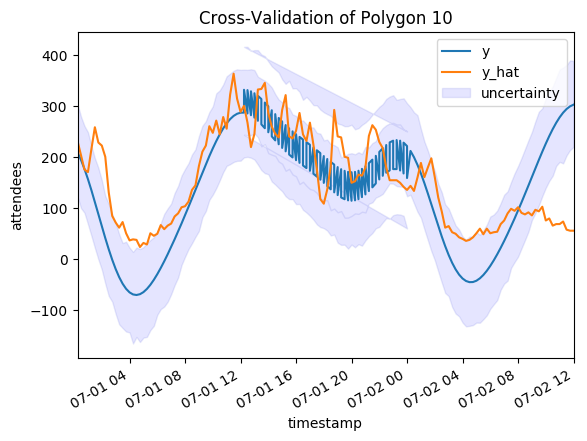 Cross-Validation of Polygon 10
400
300
200
100
0
−100
attendees
y
y_hat
uncertainty
07-01 04
07-01 08
07-01 12
07-01 16
07-01 20
07-02 00
07-02 04
07-02 08
07-02 12
timestamp